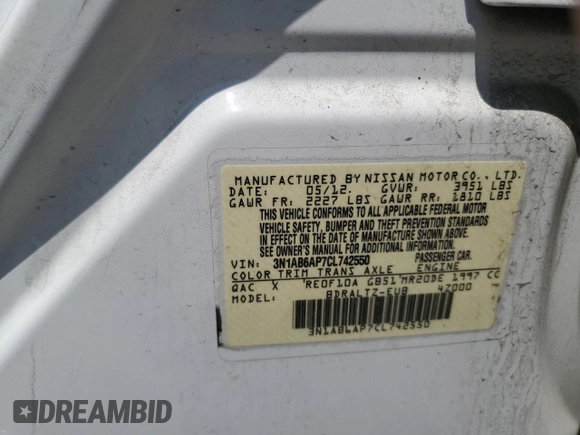 MANUFACTURED BY NISSAN MOTOR CO., LTD.
DATE: 05/12. GVWR: 3951 LBS
GAWR FR: 2227 LBS GAWR RR: 1810 LBS
THIS VEHICLE CONFORMS TO ALL APPLICABLE FEDERAL MOTOR
VEHICLE SAFETY, BUMPER AND THEFT PREVENTION STANDARDS
IN EFFECT ON THE DATE OF MANUFACTURE SHOWN ABOVE.
SEE OWNER'S MANUAL FOR ADDITIONAL INFORMATION.
VIN: 3N1AB6AP7CL742550 PASSENGER CAR.
COLOR TRIM TRANS AXLE ENGINE
QAC X RE0F10A GB51 MR20DE 1997 CC
BDRALTZ-EUB 47000
3N1AB6AP7CL742550
DREAMBID